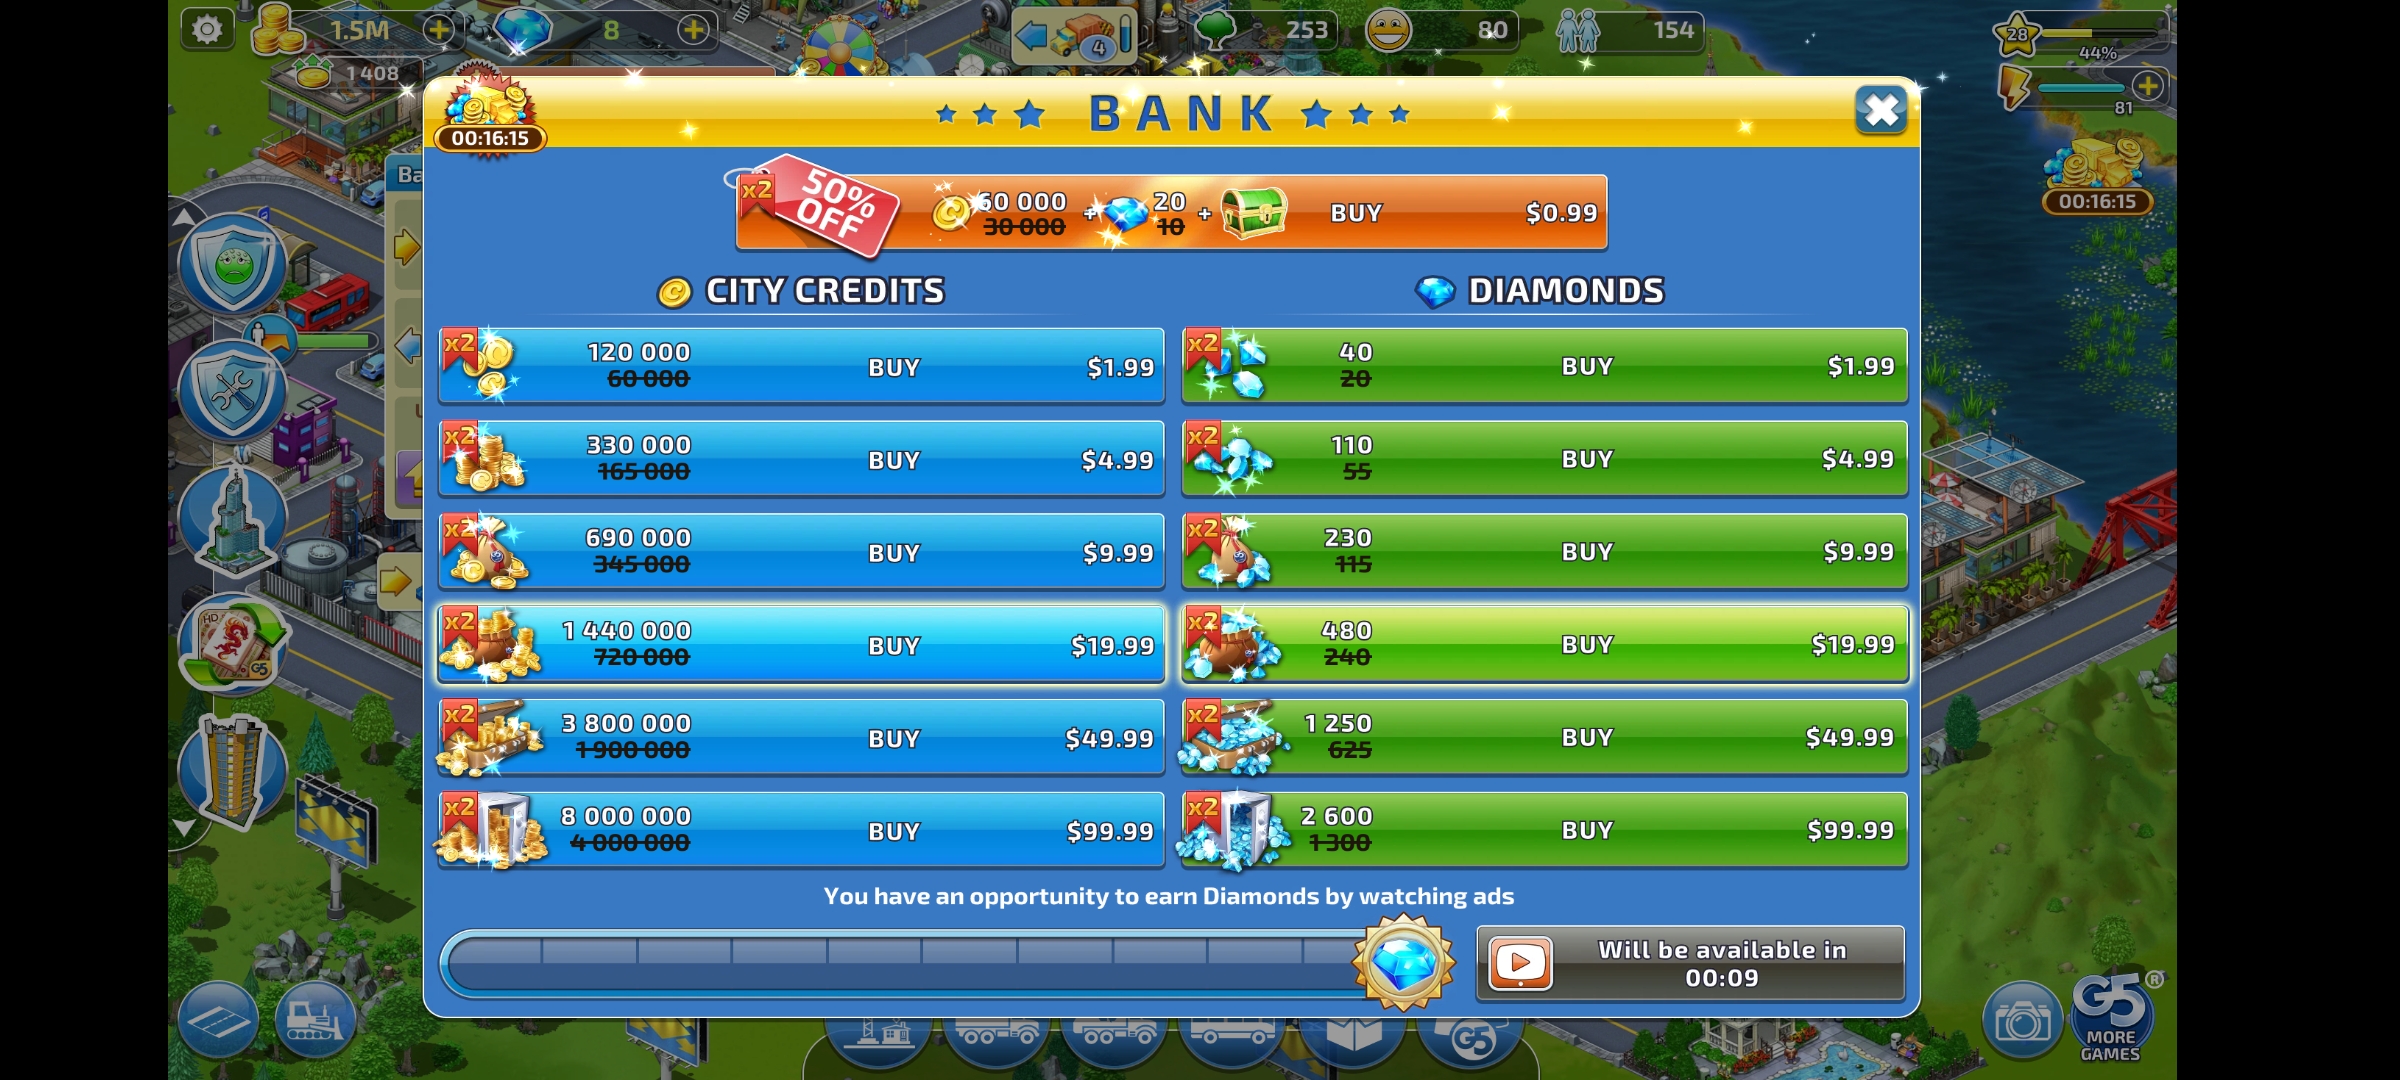 1.5M
8
4
253
80
154
28
44%
1 408
81
00:16:15
BANK
00:16:15
Ba
x2
50%
OFF
60 000
30 000
+
20
10
+
BUY
$0.99
CITY CREDITS
x2
120 000
60 000
BUY
$1.99
x2
330 000
165 000
BUY
$4.99
x2
690 000
345 000
BUY
$9.99
x2
1 440 000
720 000
BUY
$19.99
x2
3 800 000
1 900 000
BUY
$49.99
x2
8 000 000
4 000 000
BUY
$99.99
DIAMONDS
x2
40
20
BUY
$1.99
x2
110
55
BUY
$4.99
x2
230
115
BUY
$9.99
x2
480
240
BUY
$19.99
x2
1 250
625
BUY
$49.99
x2
2 600
1 300
BUY
$99.99
You have an opportunity to earn Diamonds by watching ads
Will be available in
00:09
HD
G5
G5
G5®
MORE
GAMES